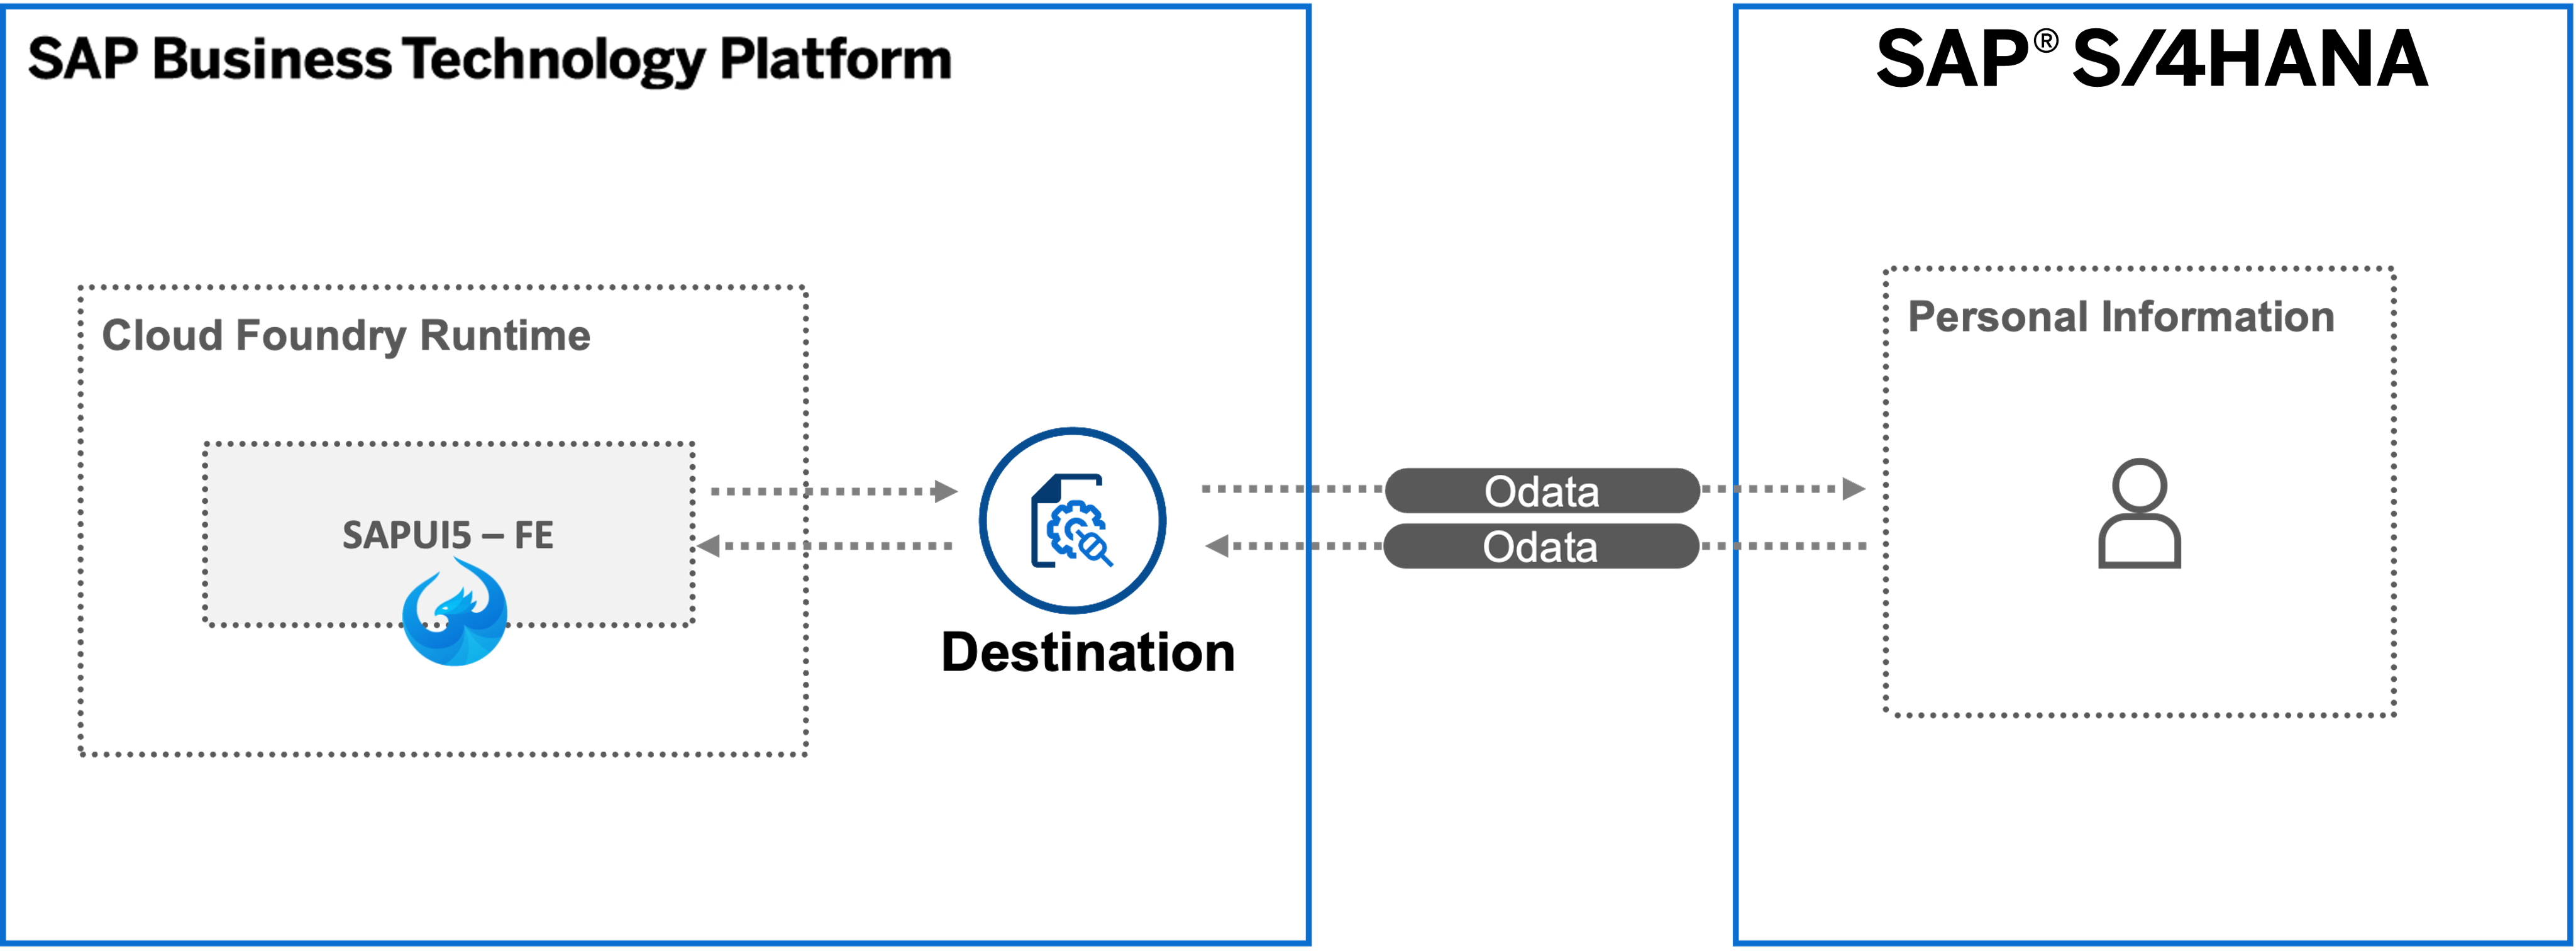 SAP Business Technology Platform
SAP® S/4HANA
Cloud Foundry Runtime
Personal Information
SAPUI5 – FE
Odata
Odata
Destination